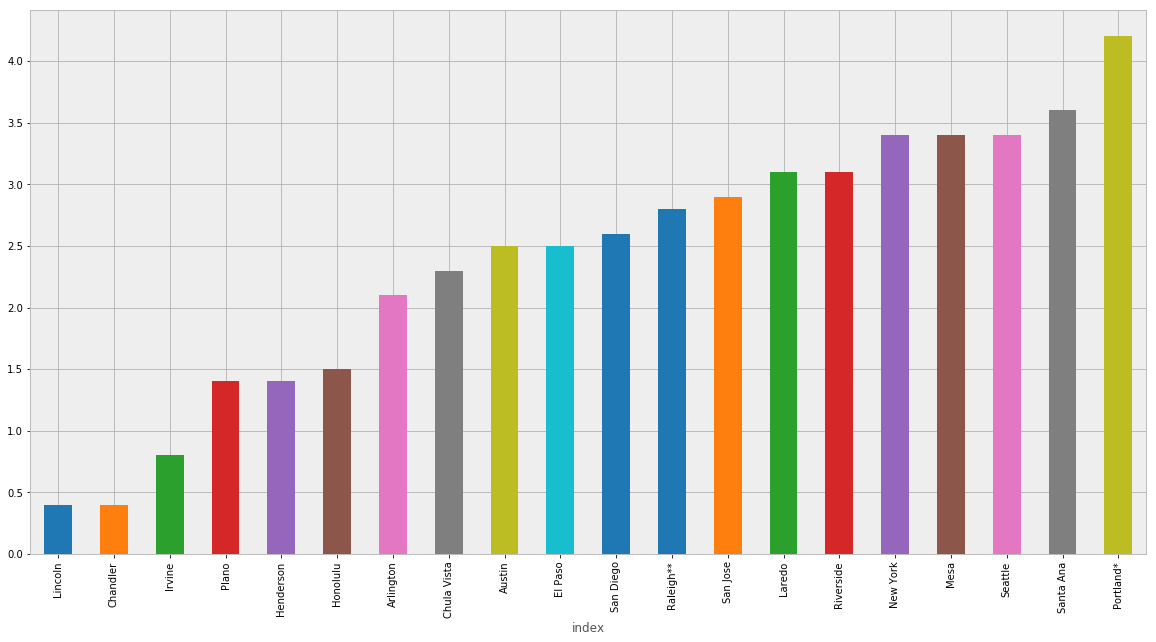 4.0
3.5
3.0
2.5
2.0
1.5
1.0
0.5
0.0
Lincoln
Chandler
Irvine
Plano
Henderson
Honolulu
Arlington
Chula Vista
Austin
El Paso
San Diego
Raleigh**
San Jose
Laredo
Riverside
New York
Mesa
Seattle
Santa Ana
Portland*
index